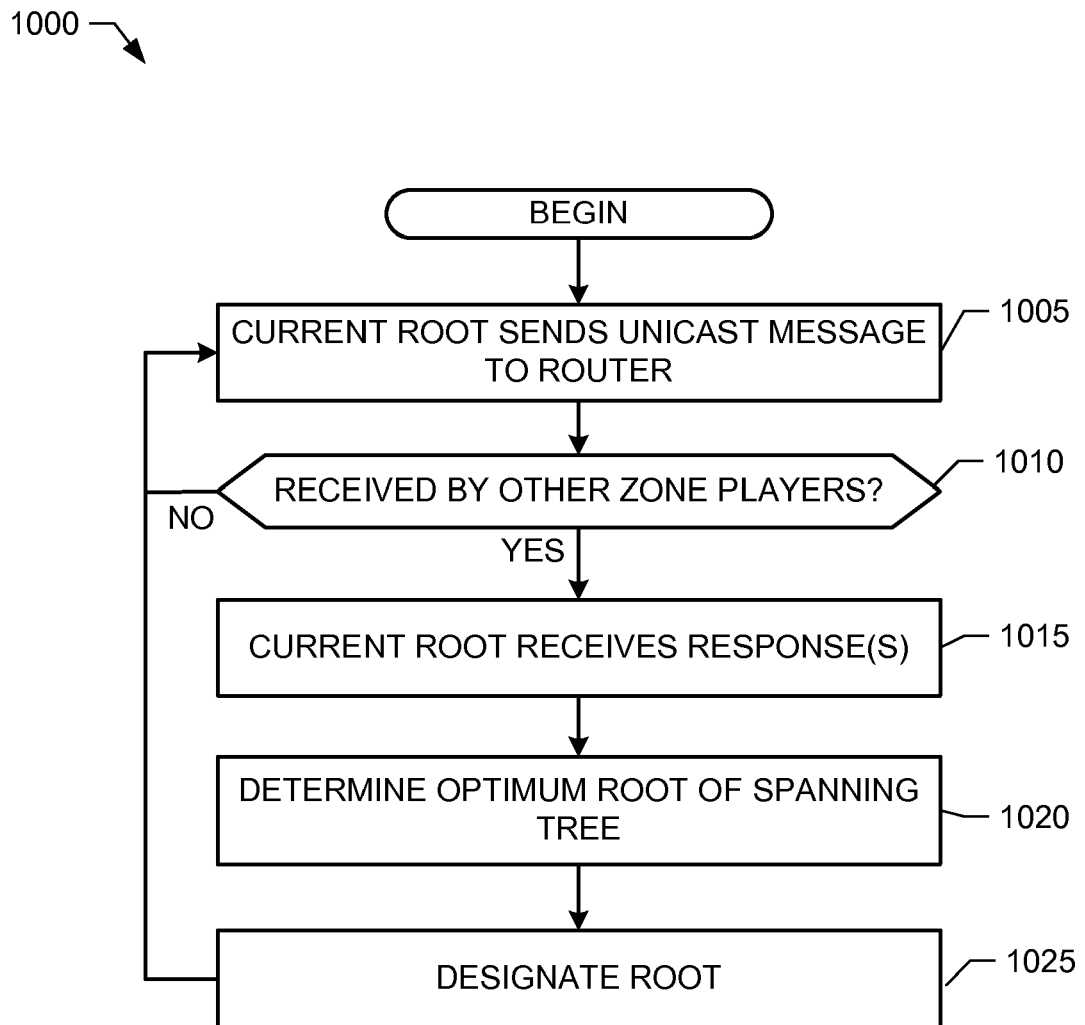 1000
BEGIN
CURRENT ROOT SENDS UNICAST MESSAGE
TO ROUTER
1005
RECEIVED BY OTHER ZONE PLAYERS?
1010
NO
YES
CURRENT ROOT RECEIVES RESPONSE(S)
1015
DETERMINE OPTIMUM ROOT OF SPANNING
TREE
1020
DESIGNATE ROOT
1025